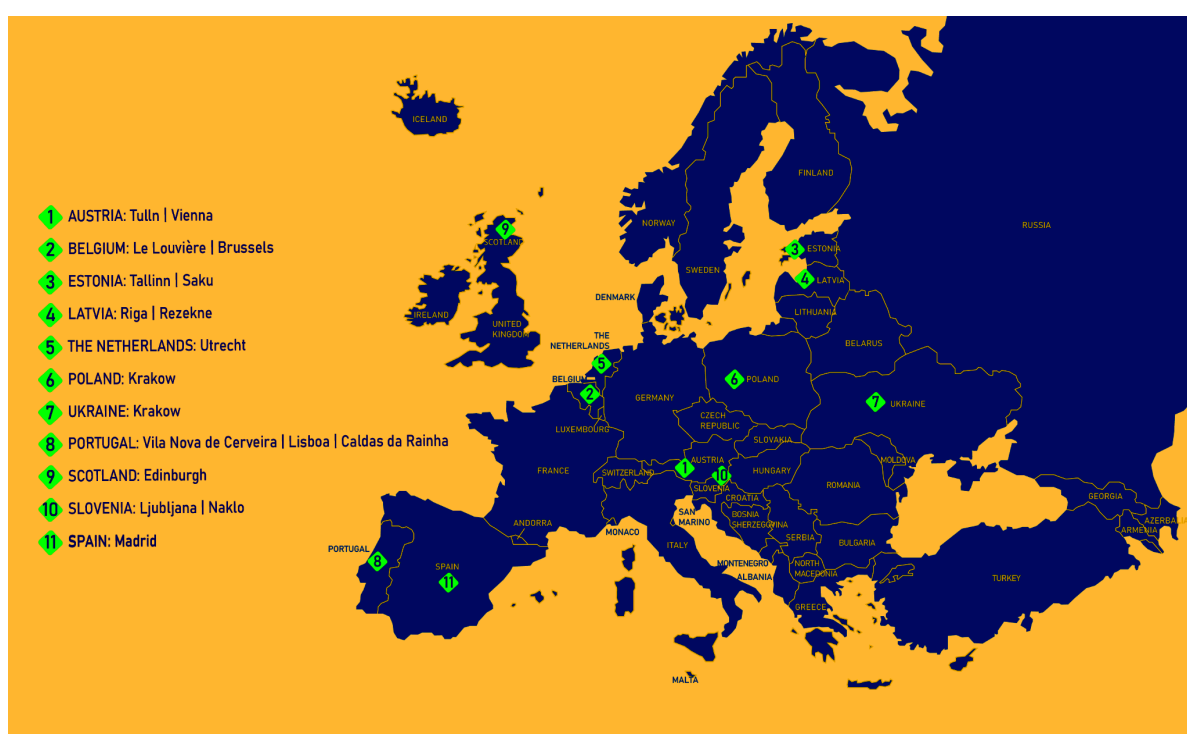 1 AUSTRIA: Tulln | Vienna
2 BELGIUM: Le Louvière | Brussels
3 ESTONIA: Tallinn | Saku
4 LATVIA: Riga | Rezekne
5 THE NETHERLANDS: Utrecht
6 POLAND: Krakow
7 UKRAINE: Krakow
8 PORTUGAL: Vila Nova de Cerveira | Lisboa | Caldas da Rainha
9 SCOTLAND: Edinburgh
10 SLOVENIA: Ljubljana | Naklo
11 SPAIN: Madrid
ICELAND
FINLAND
NORWAY
RUSSIA
9
SCOTLAND
3 ESTONIA
SWEDEN
4 LATVIA
DENMARK
IRELAND
LITHUANIA
UNITED
KINGDOM
THE
NETHERLANDS
BELARUS
5
BELGIUM
6 POLAND
2
GERMANY
7 UKRAINE
CZECH
REPUBLIC
LUXEMBOURG
SLOVAKIA
AUSTRIA
MOLDOVA
1
FRANCE
SWITZERLAND
HUNGARY
10
SLOVENIA
ROMANIA
CROATIA
GEORGIA
SAN
MARINO
BOSNIA
SHERZEGOVINA
ANDORRA
AZERBAIJAN
ARMENIA
MONACO
SERBIA
BULGARIA
ITALY
PORTUGAL
8
SPAIN
11
MONTENEGRO
NORTH
MACEDONIA
ALBANIA
TURKEY
GREECE
MALTA